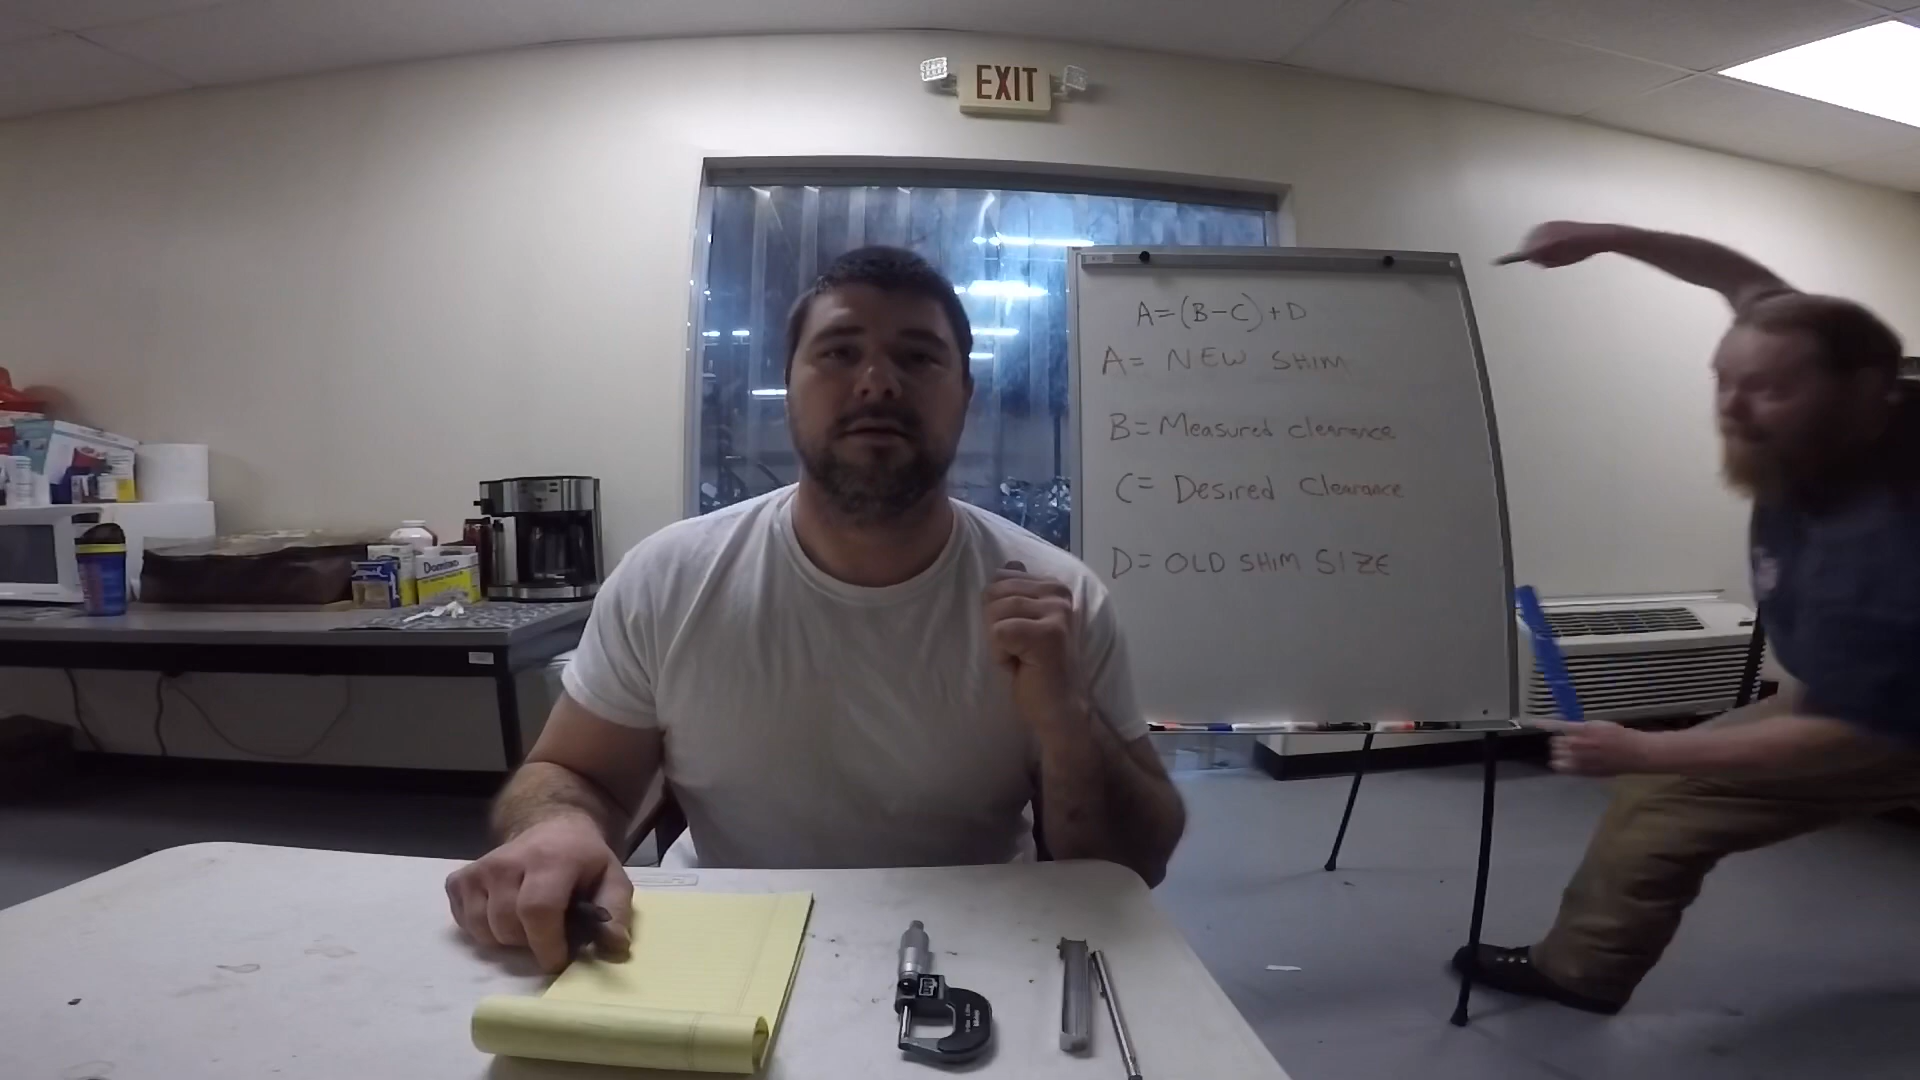 EXIT
A=(B-C)+D
A= NEW SHIM
B= Measured clearance
C= Desired Clearance
D= OLD SHIM SIZE
Domino